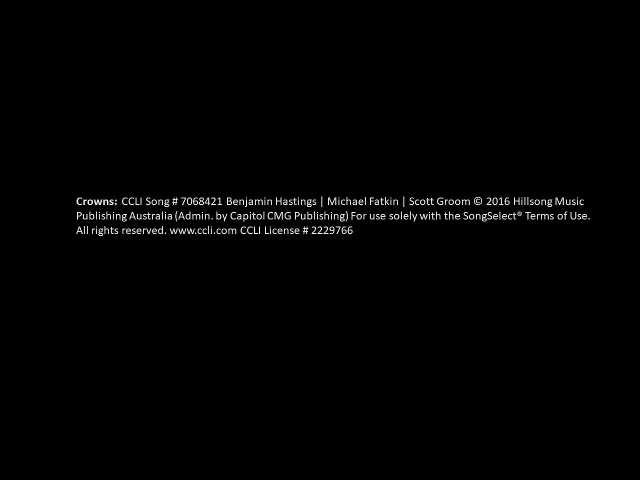 Crowns: CCLI Song # 7068421 Benjamin Hastings | Michael Fatkin | Scott Groom © 2016 Hillsong Music
Publishing Australia (Admin. by Capitol CMG Publishing) For use solely with the SongSelect® Terms of Use.
All rights reserved. www.ccli.com CCLI License # 2229766